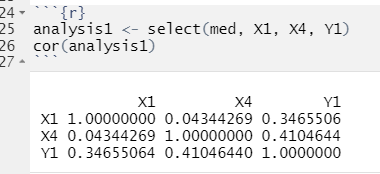 24 ```{r}
25 analysis1 <- select(med, X1, X4, Y1)
26 cor(analysis1)
27 ```
X1 X4 Y1
X1 1.00000000 0.04344269 0.3465506
X4 0.04344269 1.00000000 0.4104644
Y1 0.34655064 0.41046440 1.0000000